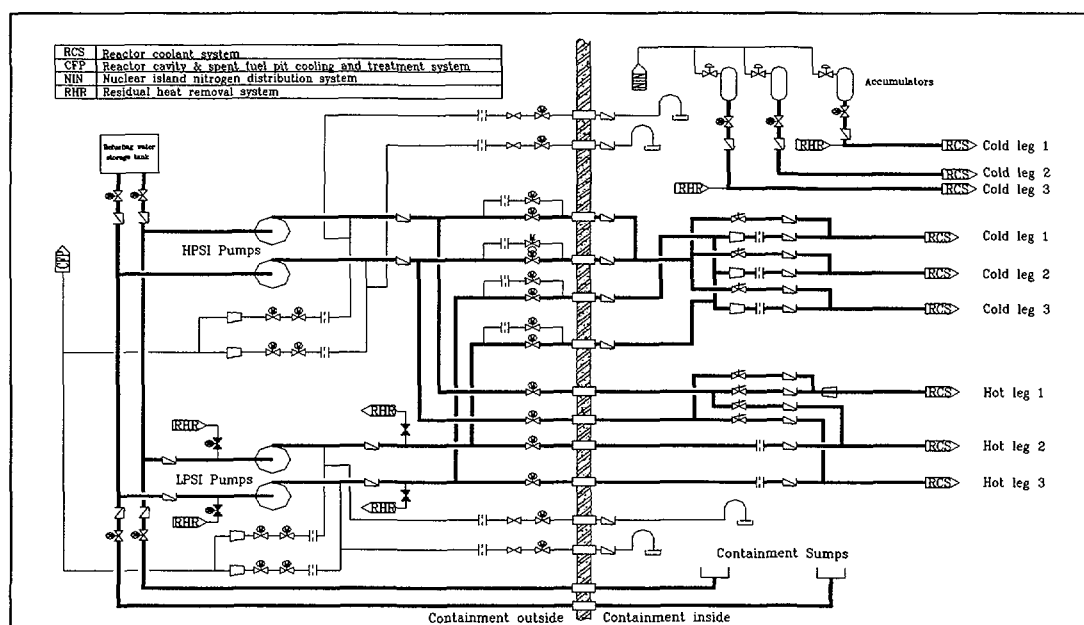 RCS Reactor coolant system
CFP Reactor cavity & spent fuel pit cooling and treatment system
NIN Nuclear island nitrogen distribution system
RHR Residual heat removal system
NIN
Accumulators
Refueling water
storage tank
RHR
RCS Cold leg 1
RCS Cold leg 2
RHR
RCS Cold leg 3
HPSI Pumps
CFP
RCS Cold leg 1
RCS Cold leg 2
RCS Cold leg 3
RCS Hot leg 1
RHR
RHR
RCS Hot leg 2
LPSI Pumps
RCS Hot leg 3
RHR
RHR
Containment Sumps
Containment outside
Containment inside